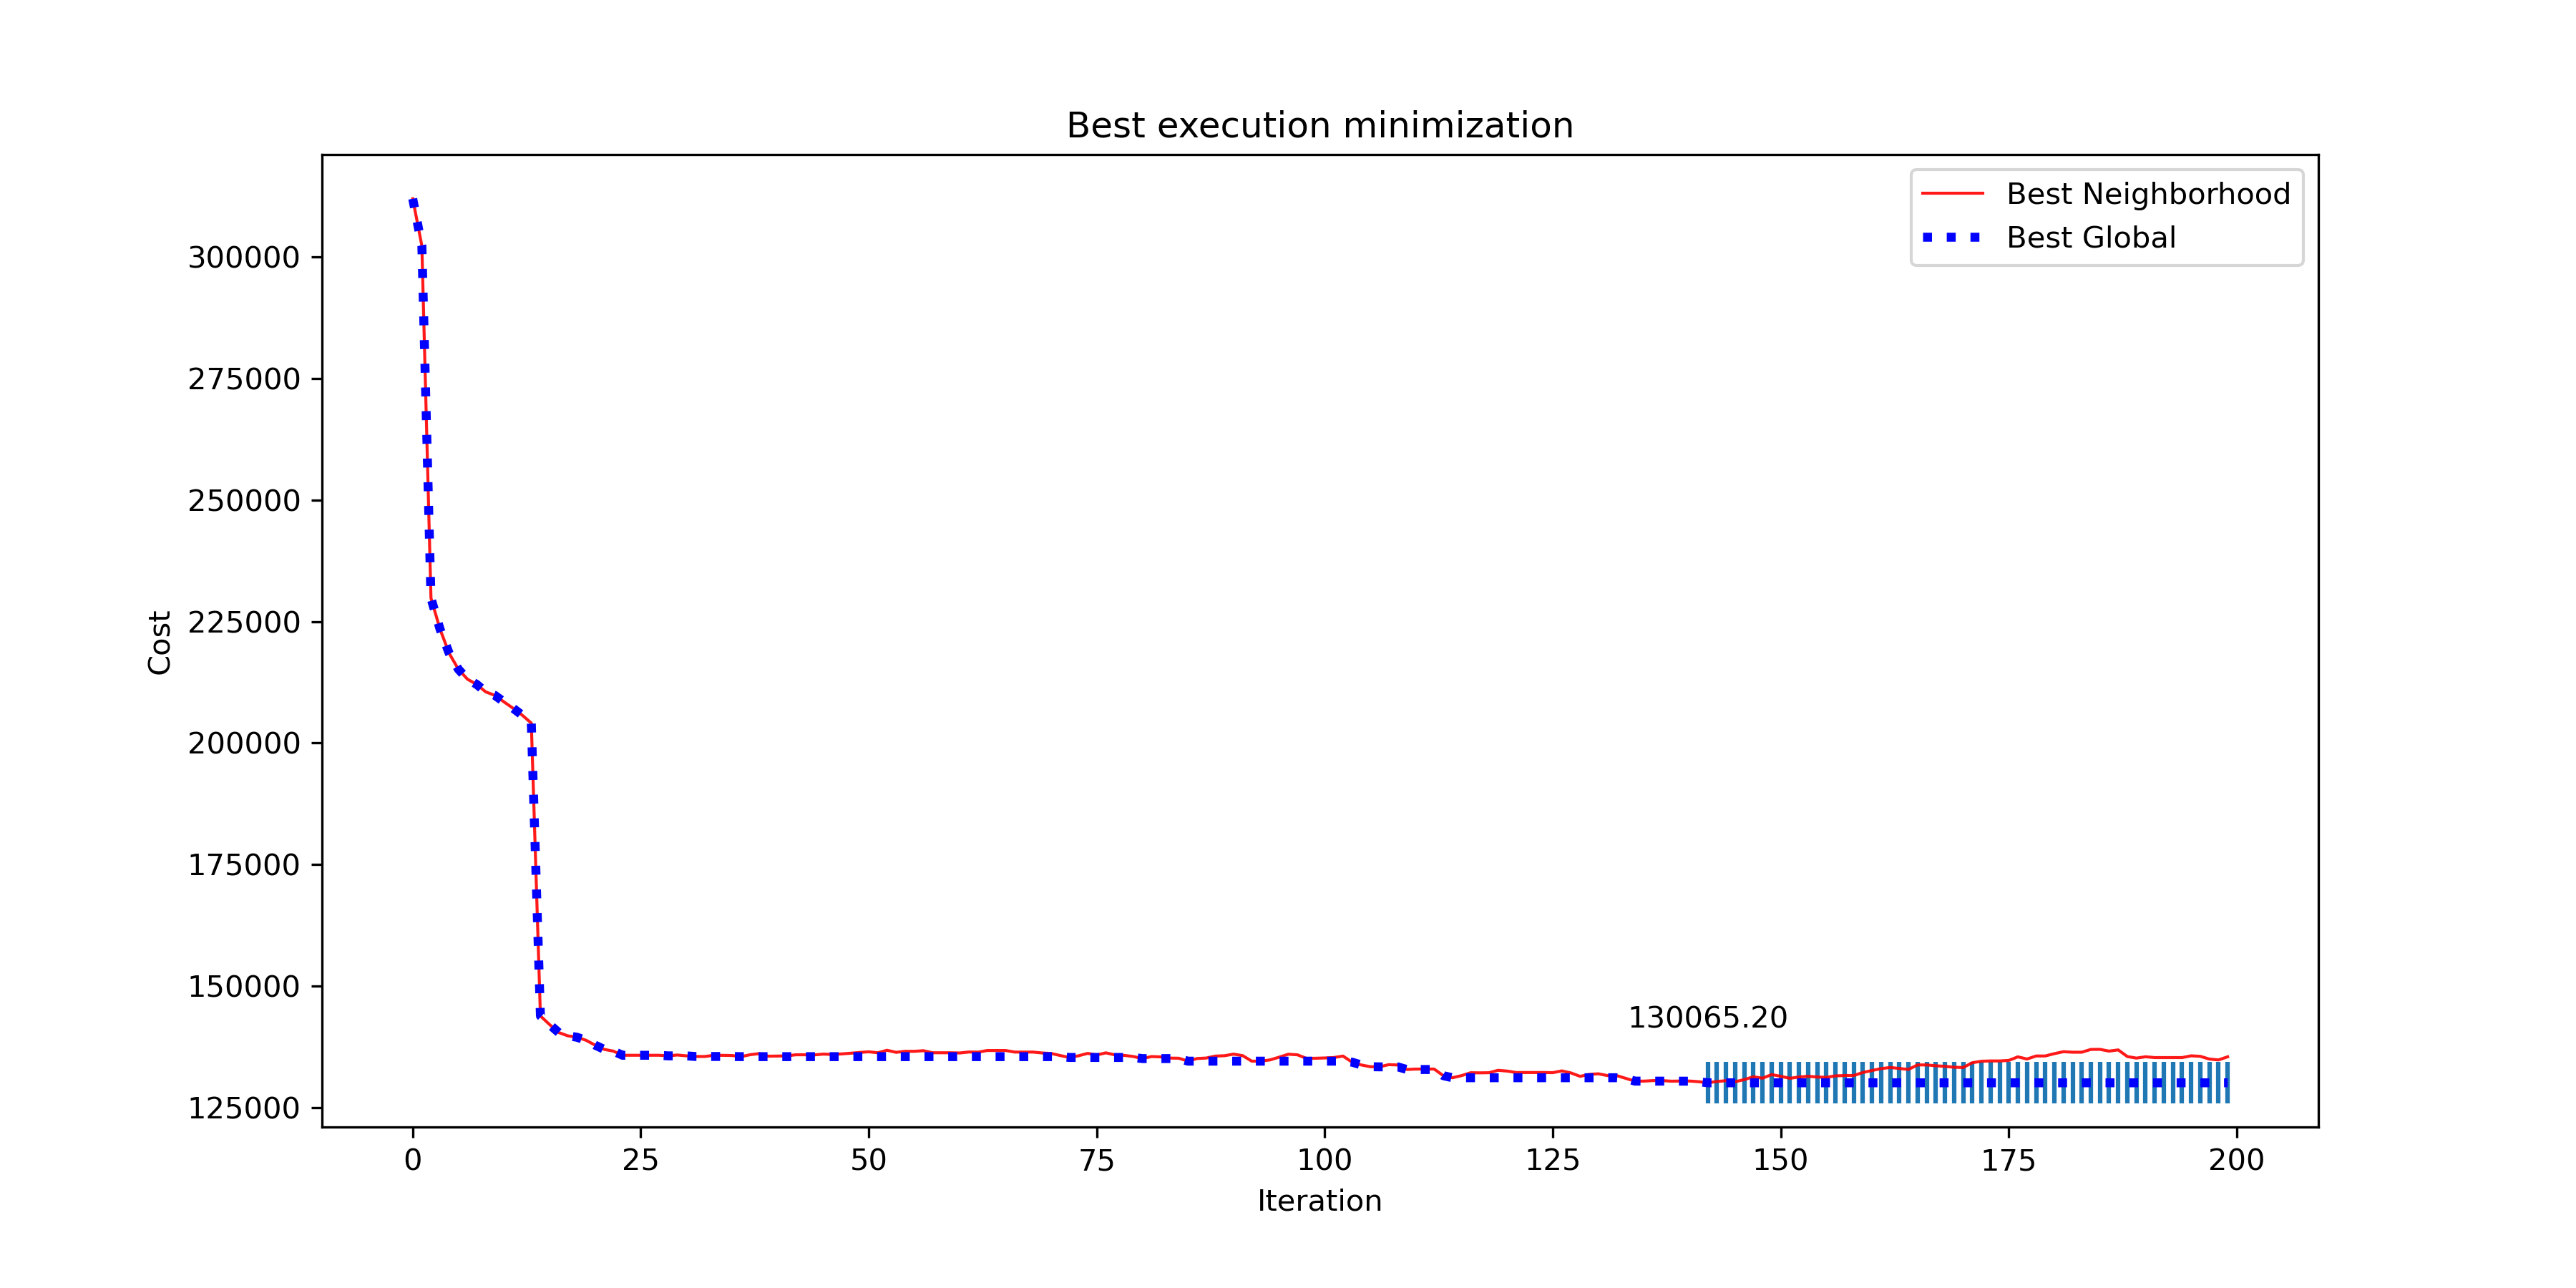 Best execution minimization
Best Neighborhood
Best Global
300000
275000
250000
225000
200000
175000
150000
125000
Cost
130065.20
0 25 50 75 100 125 150 175 200
Iteration